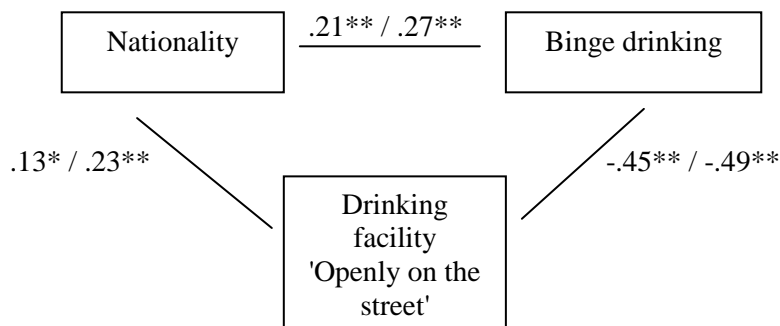 .21** / .27**
Nationality
Binge drinking
.13* / .23**
-.45** / -.49**
Drinking
facility
'Openly on the
street'